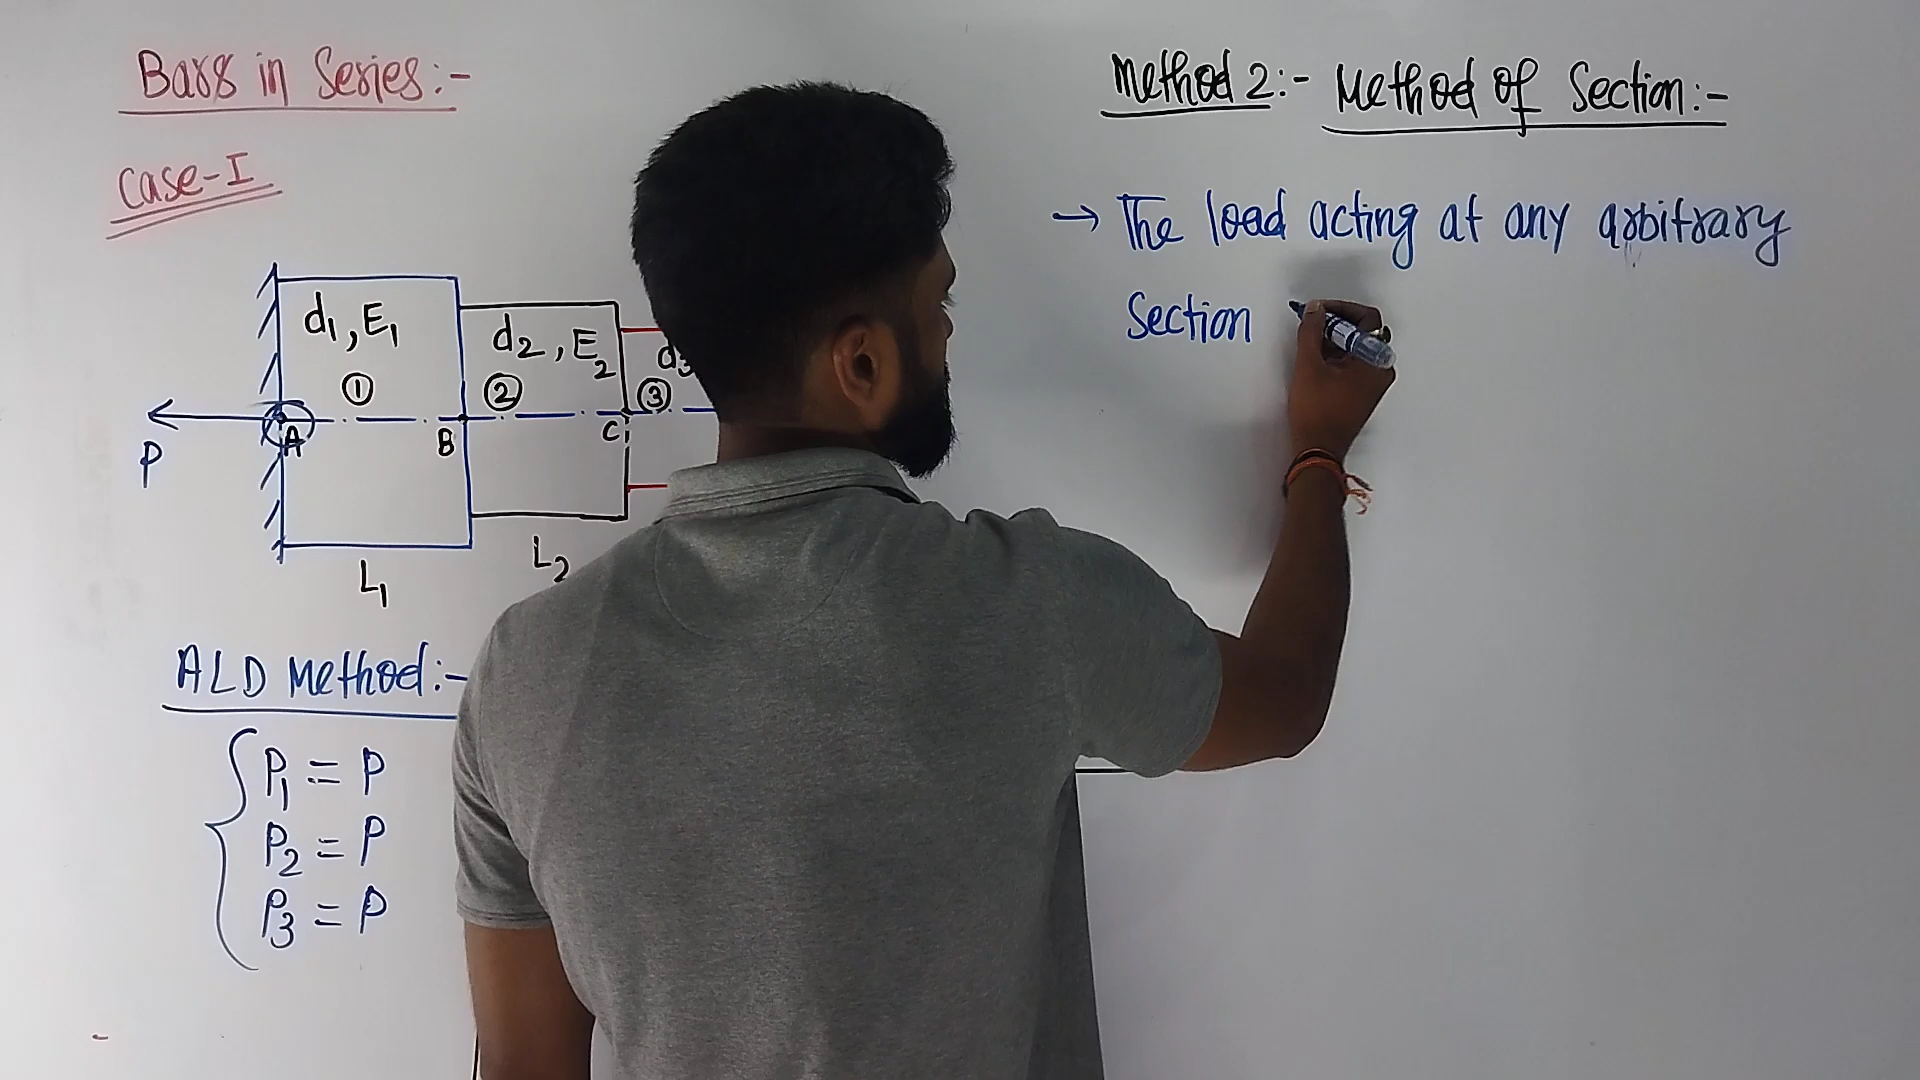 Bars in Series:-
Case-I
d1, E1
①
d2, E2
②
d3
③
A
B
C
P
L1
L2
ALD Method:-
P1 = P
P2 = P
P3 = P
Method 2:- Method of Section:-
→ The load acting at any arbitrary
Section